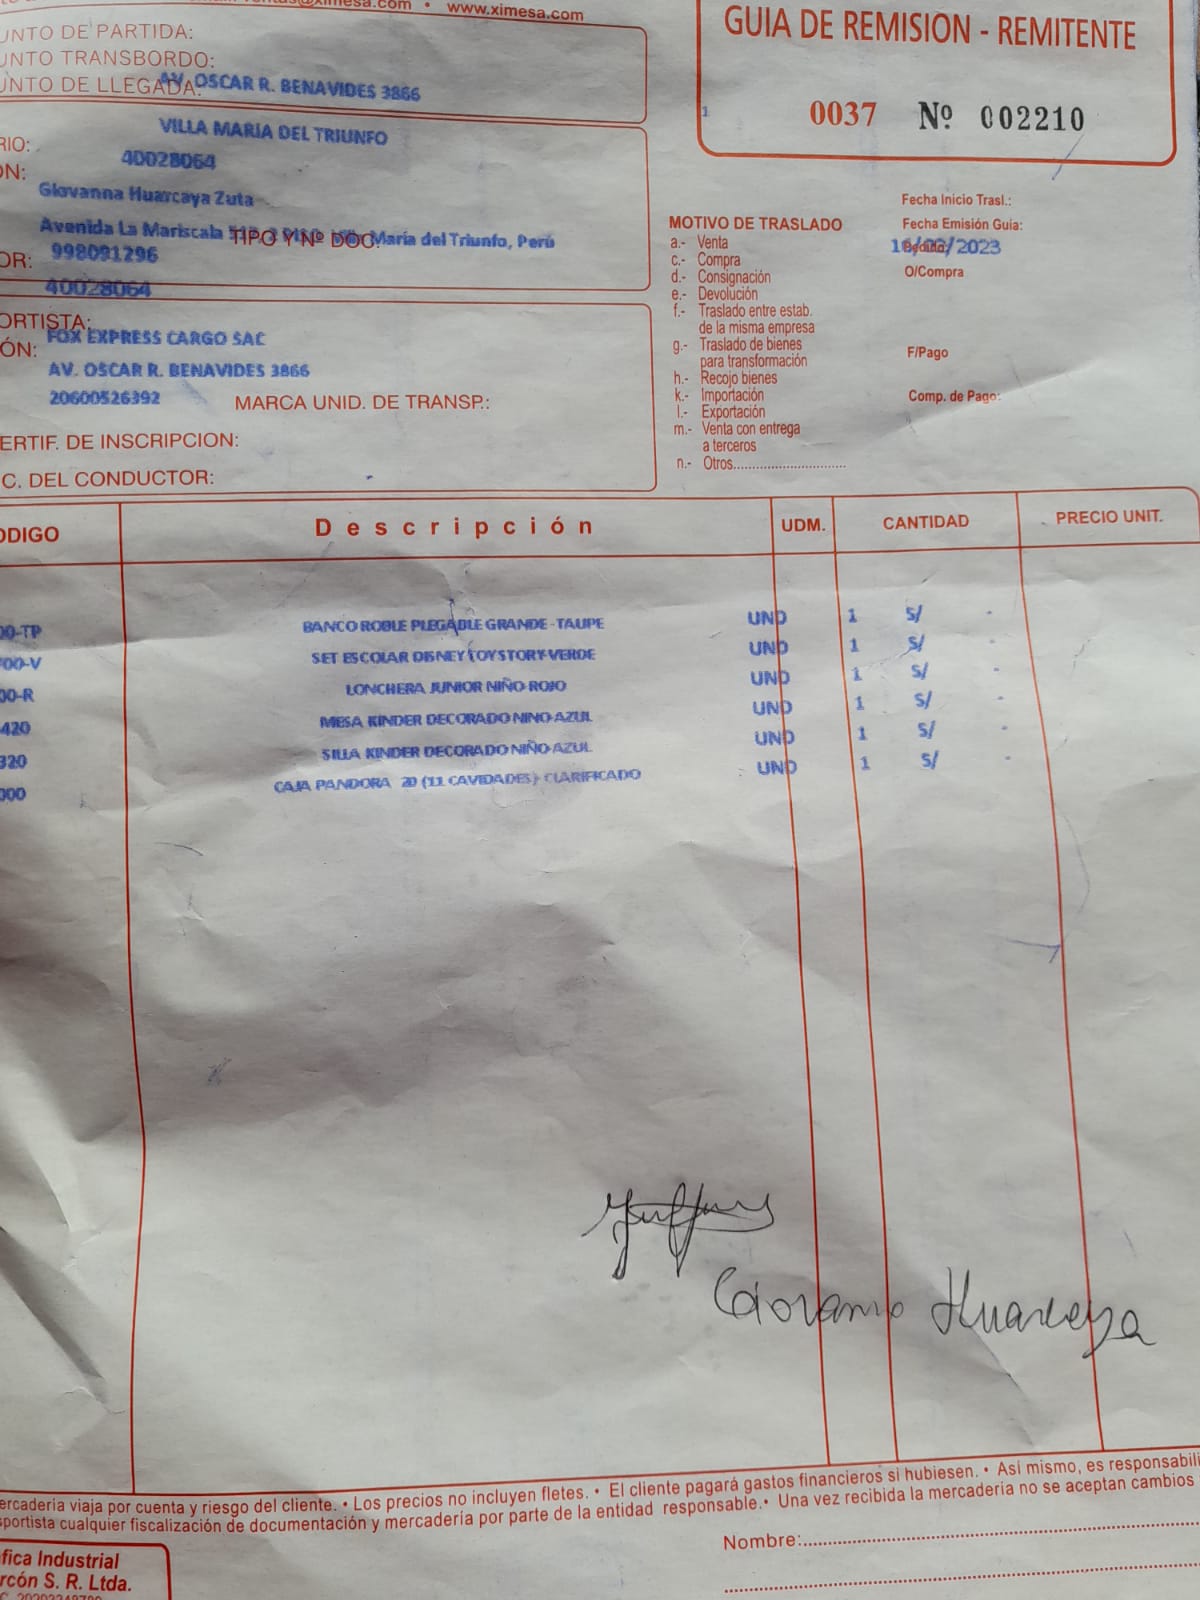 ximesa.com • www.ximesa.com
UNTO DE PARTIDA:
UNTO TRANSBORDO:
UNTO DE LLEGADA: AV. OSCAR R. BENAVIDES 3866
VILLA MARIA DEL TRIUNFO
RIO:
40028064
ON:
Giovanna Huarcaya Zuta
Avenida La Mariscala María del Triunfo, Perú
TIPO Y Nº DOC:
998091296
OR:
40028064
ORTISTA:
FOX EXPRESS CARGO SAC
ÓN:
AV. OSCAR R. BENAVIDES 3866
20600526392
MARCA UNID. DE TRANSP.:
ERTIF. DE INSCRIPCION:
C. DEL CONDUCTOR:
GUIA DE REMISION - REMITENTE
1
0037 Nº 002210
MOTIVO DE TRASLADO
a.- Venta
c.- Compra
d.- Consignación
e.- Devolución
f.- Traslado entre estab.
de la misma empresa
g.- Traslado de bienes
para transformación
h.- Recojo bienes
k.- Importación
l.- Exportación
m.- Venta con entrega
a terceros
n.- Otros..............................
Fecha Inicio Trasl.:
Fecha Emisión Guia:
/2023
O/Compra
F/Pago
Comp. de Pago:
ODIGO Descripción UDM. CANTIDAD PRECIO UNIT.
00-TP BANCO ROBLE PLEGABLE GRANDE - TAUPE UND 1 S/ -
00-V SET ESCOLAR DISNEY TOY STORY-VERDE UND 1 S/ -
00-R LONCHERA JUNIOR NIÑO-ROJO UND 1 S/ -
420 MESA KINDER DECORADO NINO-AZUL UND 1 S/ -
320 SILLA KINDER DECORADO NIÑO-AZUL UND 1 S/ -
000 CAJA PANDORA 20 (11 CAVIDADES) CLARIFICADO UND 1 S/ -
Giovanna Huarcaya
ercadería viaja por cuenta y riesgo del cliente. • Los precios no incluyen fletes. • El cliente pagará gastos financieros si hubiesen. • Así mismo, es responsabili
sportista cualquier fiscalización de documentación y mercadería por parte de la entidad responsable. • Una vez recibida la mercadería no se aceptan cambios
Nombre:
fica Industrial
rcón S. R. Ltda.